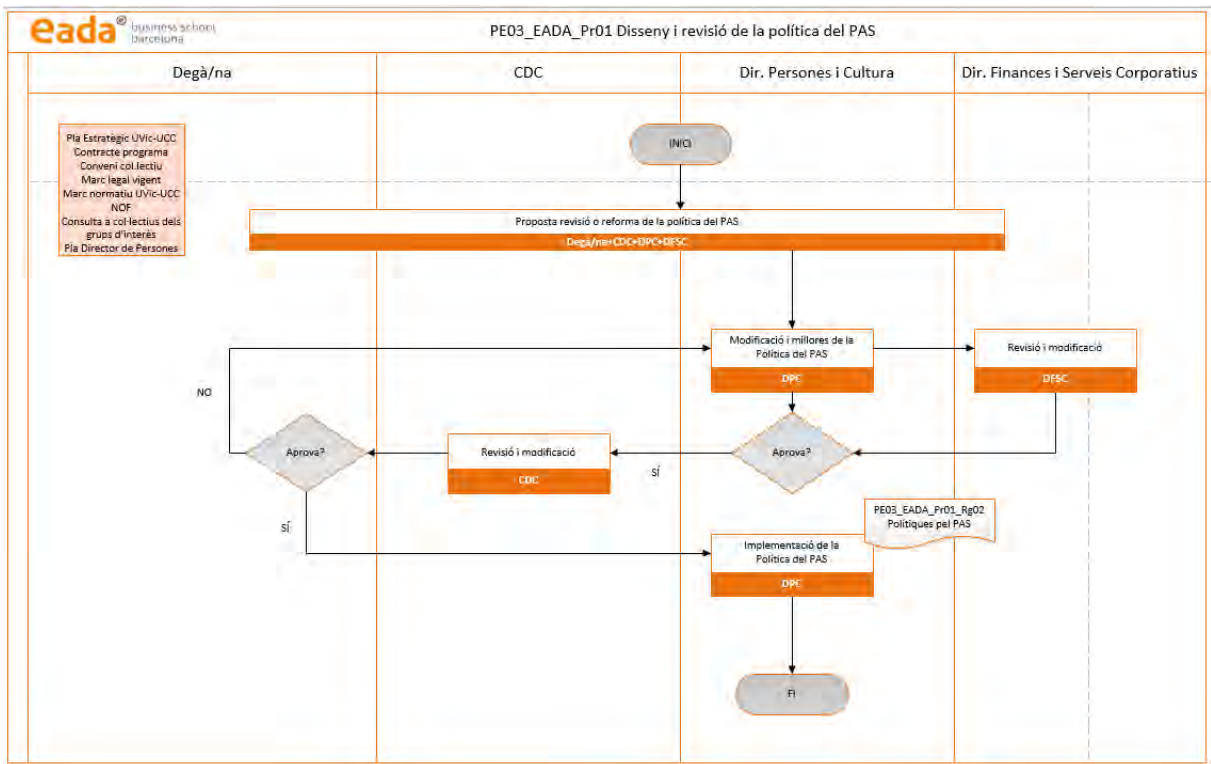 eada® business school
barcelona
PE03_EADA_Pr01 Disseny i revisió de la política del PAS
Degà/na
CDC
Dir. Persones i Cultura
Dir. Finances i Serveis Corporatius
Pla Estratègic UVic-UCC
Contracte programa
Conveni col.lectiu
Marc legal vigent
Marc normatiu UVic-UCC
NOF
Consulta a col·lectius dels
grups d'interès
Pla Director de Persones
INICI
Proposta revisió o reforma de la política del PAS
Degà/na+CDC+DPC+DFSC
Modificació i millores de la
Política del PAS
DPC
Revisió i modificació
DFSC
NO
Aprova?
Revisió i modificació
CDC
SÍ
Aprova?
PE03_EADA_Pr01_Rg02
Polítiques pel PAS
SÍ
Implementació de la
Política del PAS
DPC
FI